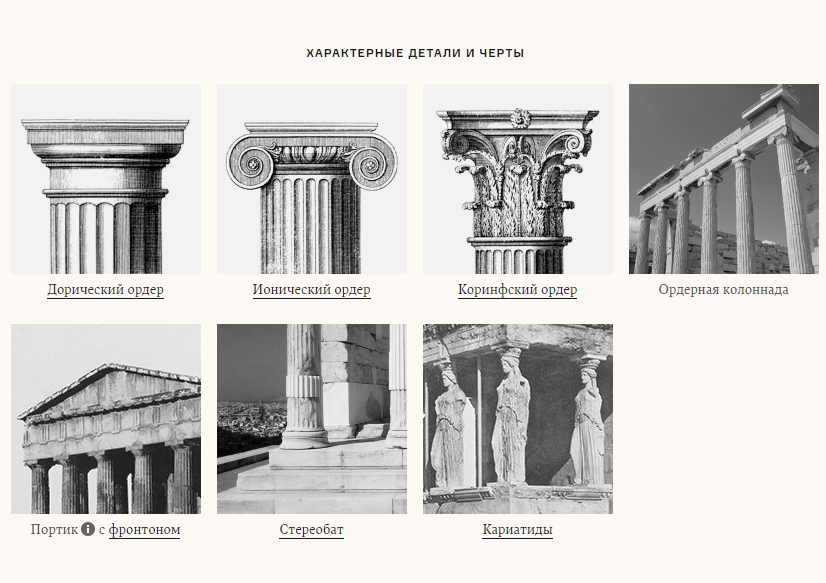 ХАРАКТЕРНЫЕ ДЕТАЛИ И ЧЕРТЫ
Дорический ордер
Ионический ордер
Коринфский ордер
Ордерная колоннада
Портик i с фронтоном
Стереобат
Кариатиды